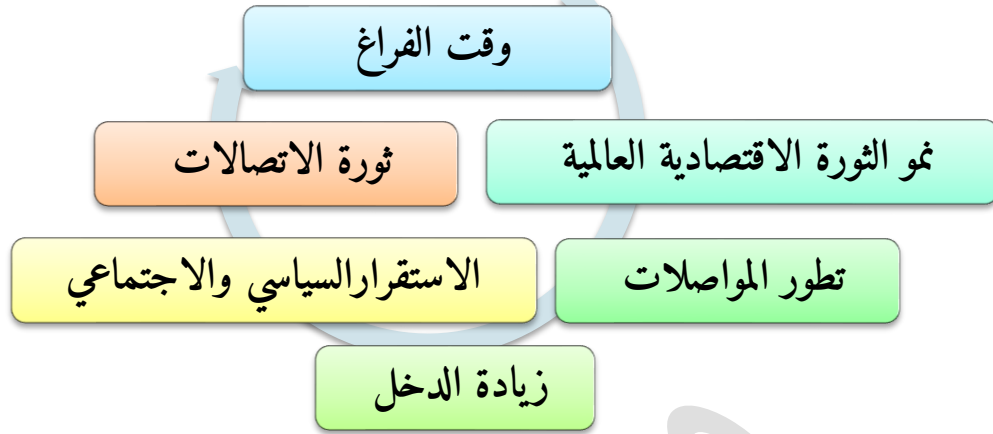 وقت الفراغ
نمو الثورة الاقتصادية العالمية
ثورة الاتصالات
تطور المواصلات
الاستقرارالسياسي والاجتماعي
زيادة الدخل